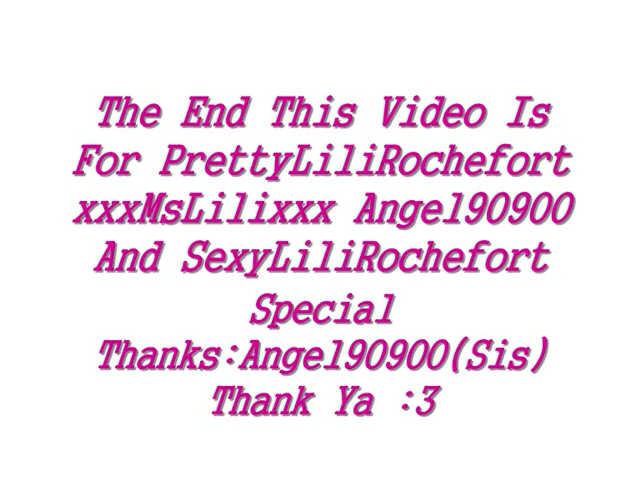 The End This Video Is
For PrettyLiliRochefort
xxxMsLilixxx Angel90900
And SexyLiliRochefort
Special
Thanks:Angel90900(Sis)
Thank Ya :3